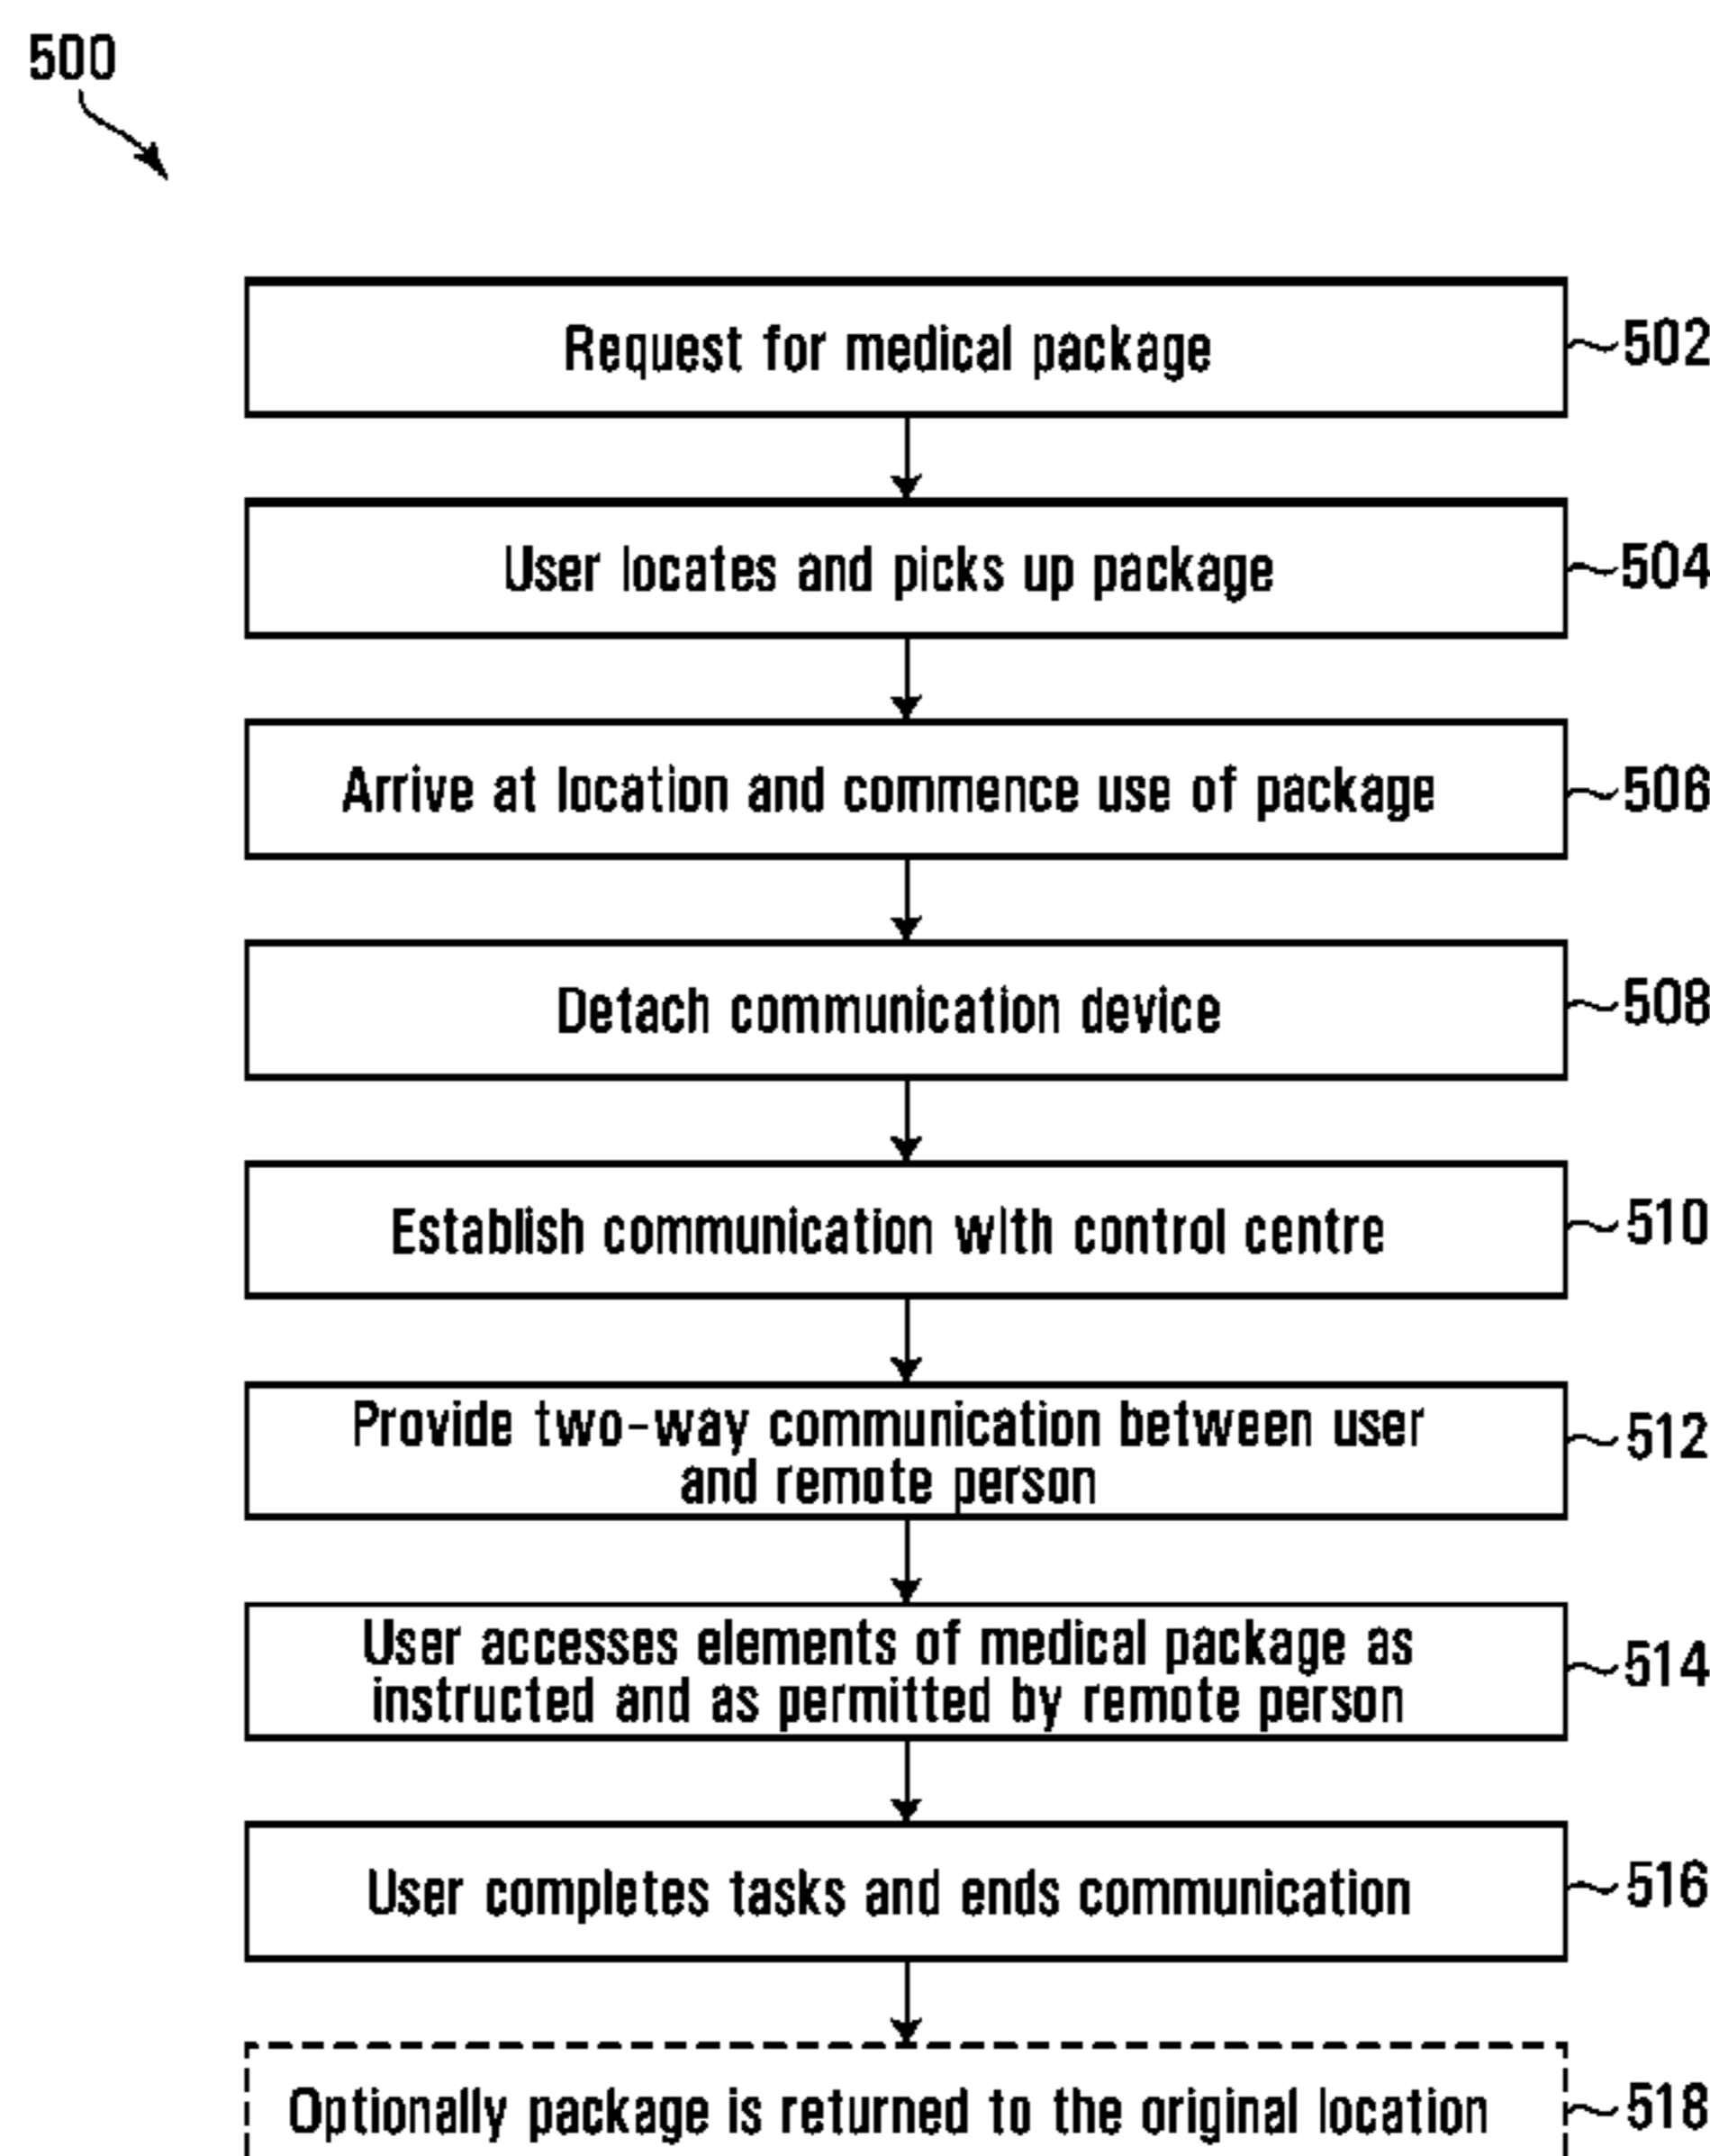 500
Request for medical package
502
User locates and picks up package
504
Arrive at location and commence use of package
506
Detach communication device
508
Establish communication with control centre
510
Provide two-way communication between user
and remote person
512
User accesses elements of medical package as
instructed and as permitted by remote person
514
User completes tasks and ends communication
516
Optionally package is returned to the original location
518